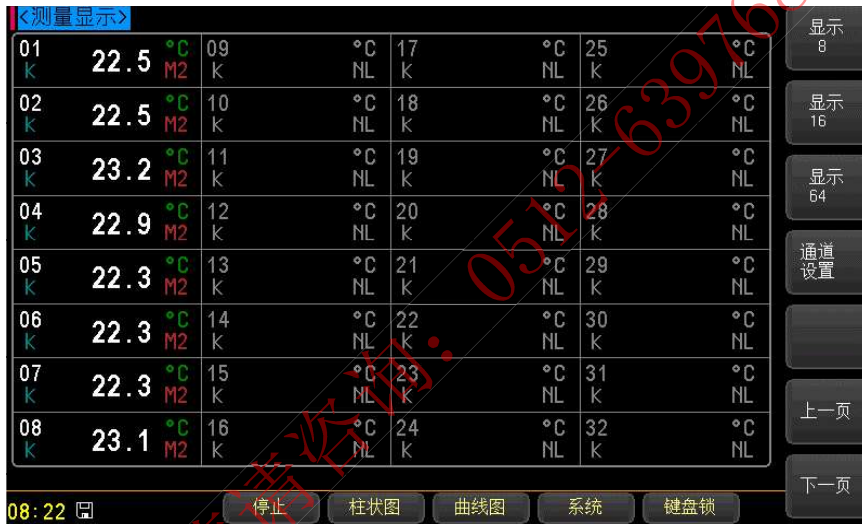 <测量显示>
01 22.5 °C 09 °C 17 °C 25 °C
K M2 K NL K NL K NL
02 22.5 °C 10 °C 18 °C 26 °C
K M2 K NL K NL K NL
03 23.2 °C 11 °C 19 °C 27 °C
K M2 K NL K NL K NL
04 22.9 °C 12 °C 20 °C 28 °C
K M2 K NL K NL K NL
05 22.3 °C 13 °C 21 °C 29 °C
K M2 K NL K NL K NL
06 22.3 °C 14 °C 22 °C 30 °C
K M2 K NL K NL K NL
07 22.3 °C 15 °C 23 °C 31 °C
K M2 K NL K NL K NL
08 23.1 °C 16 °C 24 °C 32 °C
K M2 K NL K NL K NL
显示
8
显示
16
显示
64
通道
设置
上一页
下一页
08:22 停止 柱状图 曲线图 系统 键盘锁
请咨询：0512-639768